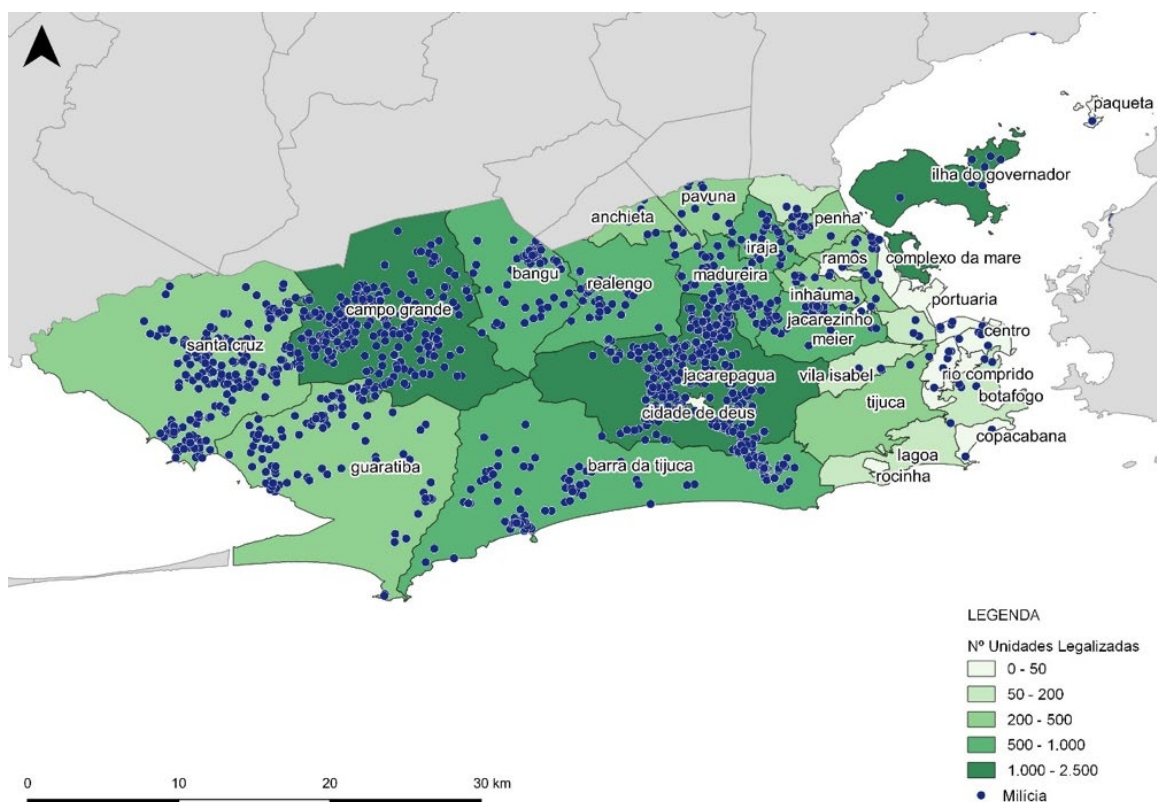 paqueta
ilha do governador
pavuna
anchieta
penha
iraja
ramos
complexo da mare
bangu
realengo
madureira
inhauma
portuaria
campo grande
jacarezinho
centro
meier
santa cruz
jacarepagua
vila isabel
rio comprido
botafogo
cidade de deus
tijuca
copacabana
guaratiba
barra da tijuca
lagoa
rocinha
LEGENDA
Nº Unidades Legalizadas
0 - 50
50 - 200
200 - 500
500 - 1.000
1.000 - 2.500
Milícia
0 10 20 30 km